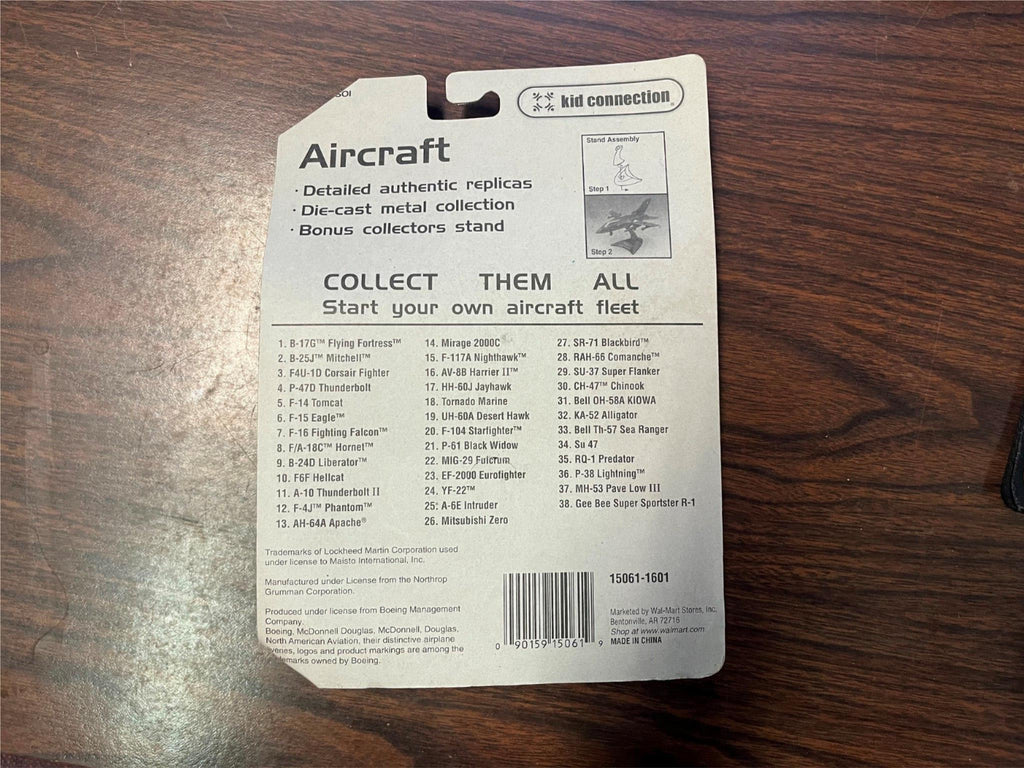 SOI
kid connection
Aircraft
· Detailed authentic replicas
· Die-cast metal collection
· Bonus collectors stand
Stand Assembly
Step 1
Step 2
COLLECT THEM ALL
Start your own aircraft fleet
1. B-17G™ Flying Fortress™
2. B-25J™ Mitchell™
3. F4U-1D Corsair Fighter
4. P-47D Thunderbolt
5. F-14 Tomcat
6. F-15 Eagle™
7. F-16 Fighting Falcon™
8. F/A-18C™ Hornet™
9. B-24D Liberator™
10. F6F Hellcat
11. A-10 Thunderbolt II
12. F-4J™ Phantom™
13. AH-64A Apache®
14. Mirage 2000C
15. F-117A Nighthawk™
16. AV-8B Harrier II™
17. HH-60J Jayhawk
18. Tornado Marine
19. UH-60A Desert Hawk
20. F-104 Starfighter™
21. P-61 Black Widow
22. MIG-29 Fulcrum
23. EF-2000 Eurofighter
24. YF-22™
25: A-6E Intruder
26. Mitsubishi Zero
27. SR-71 Blackbird™
28. RAH-66 Comanche™
29. SU-37 Super Flanker
30. CH-47™ Chinook
31. Bell OH-58A KIOWA
32. KA-52 Alligator
33. Bell Th-57 Sea Ranger
34. Su 47
35. RQ-1 Predator
36. P-38 Lightning™
37. MH-53 Pave Low III
38. Gee Bee Super Sportster R-1
Trademarks of Lockheed Martin Corporation used
under license to Maisto International, Inc.
Manufactured under License from the Northrop
Grumman Corporation.
Produced under license from Boeing Management
Company.
Boeing, McDonnell Douglas, McDonnell, Douglas,
North American Aviation, their distinctive airplane
logos and product markings are among the
emarks owned by Boeing.
0 90159 15061 9
15061-1601
Marketed by Wal-Mart Stores, Inc.
Bentonville, AR 72716
Shop at www.walmart.com
MADE IN CHINA